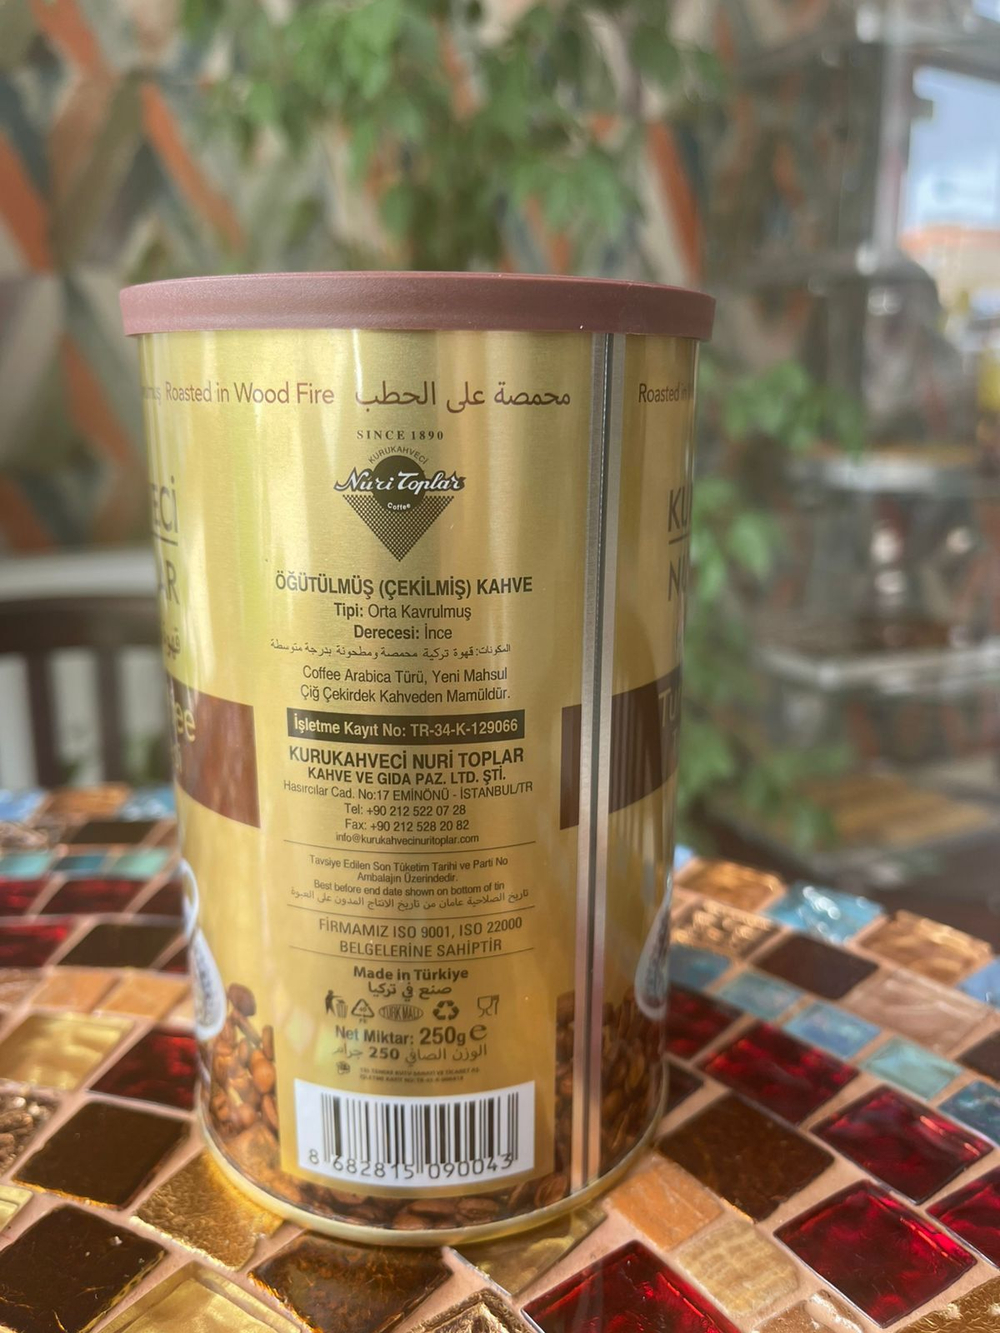 Roasted in Wood Fire محمصة على الحطب
Roasted in
SINCE 1890
KURUKAHVECİ
Nuri Toplar
Coffee
ÖĞÜTÜLMÜŞ (ÇEKİLMİŞ) KAHVE
Tipi: Orta Kavrulmuş
Derecesi: İnce
المكونات: قهوة تركية محمصة ومطحونة بدرجة متوسطة
Coffee Arabica Türü, Yeni Mahsul
Çiğ Çekirdek Kahveden Mamüldür.
İşletme Kayıt No: TR-34-K-129066
KURUKAHVECİ NURİ TOPLAR
KAHVE VE GIDA PAZ. LTD. ŞTİ.
Hasırcılar Cad. No:17 EMİNÖNÜ - İSTANBUL/TR
Tel: +90 212 522 07 28
Fax: +90 212 528 20 82
info@kurukahvecinuritoplar.com
Tavsiye Edilen Son Tüketim Tarihi ve Parti No
Ambalajın Üzerindedir.
Best before end date shown on bottom of tin
تاريخ الصلاحية عامان من تاريخ الانتاج المدون على العبوة
FİRMAMIZ ISO 9001, ISO 22000
BELGELERİNE SAHİPTİR
Made in Türkiye
صنع في تركيا
TÜRK MALI
Net Miktar: 250g e
الوزن الصافي 250 جرام
8 682815 090043